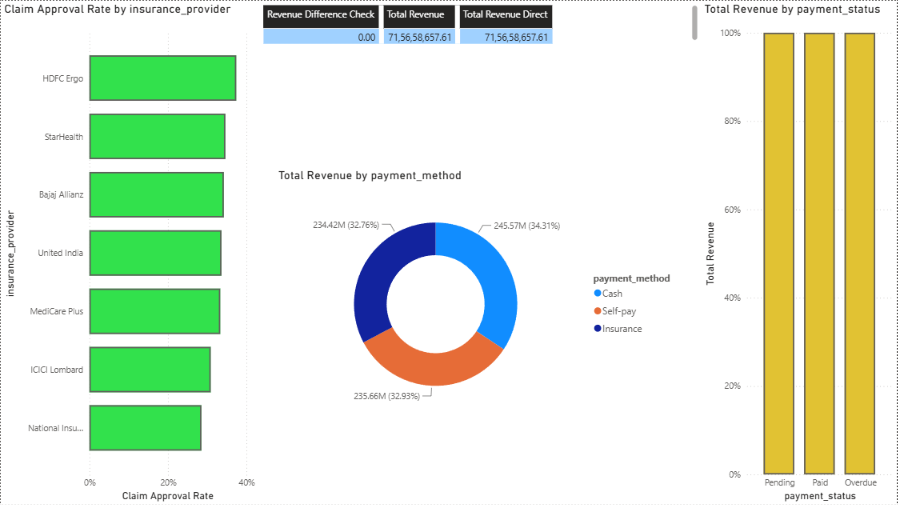 Claim Approval Rate by insurance_provider
insurance_provider
HDFC Ergo
StarHealth
Bajaj Allianz
United India
MediCare Plus
ICICI Lombard
National Insu...
0% 20% 40%
Claim Approval Rate
Revenue Difference Check Total Revenue Total Revenue Direct
0.00 71,56,58,657.61 71,56,58,657.61
Total Revenue by payment_method
234.42M (32.76%)
245.57M (34.31%)
235.66M (32.93%)
payment_method
Cash
Self-pay
Insurance
Total Revenue by payment_status
Total Revenue
100%
80%
60%
40%
20%
0%
Pending Paid Overdue
payment_status